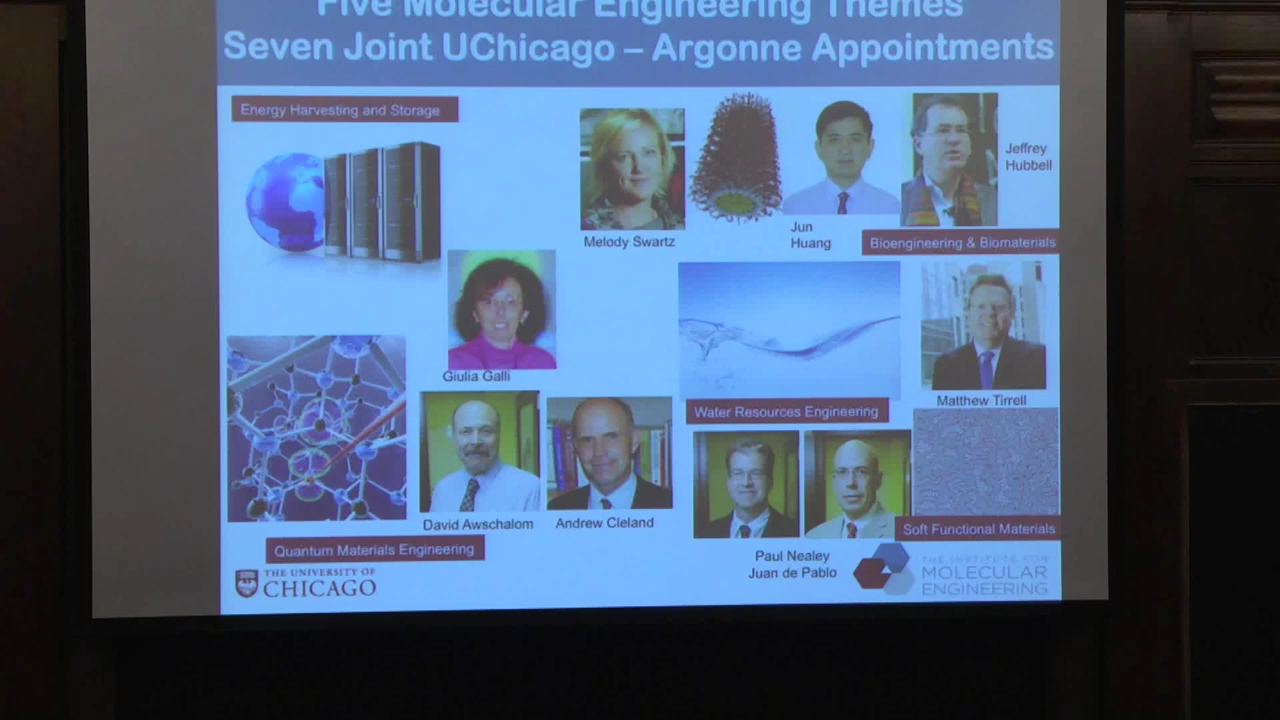 Five Molecular Engineering Themes
Seven Joint UChicago – Argonne Appointments
Energy Harvesting and Storage
Jeffrey
Hubbell
Melody Swartz
Jun
Huang
Bioengineering & Biomaterials
Giulia Galli
Matthew Tirrell
Water Resources Engineering
David Awschalom
Andrew Cleland
Soft Functional Materials
Quantum Materials Engineering
Paul Nealey
Juan de Pablo
THE UNIVERSITY OF
CHICAGO
THE INSTITUTE FOR
MOLECULAR
ENGINEERING